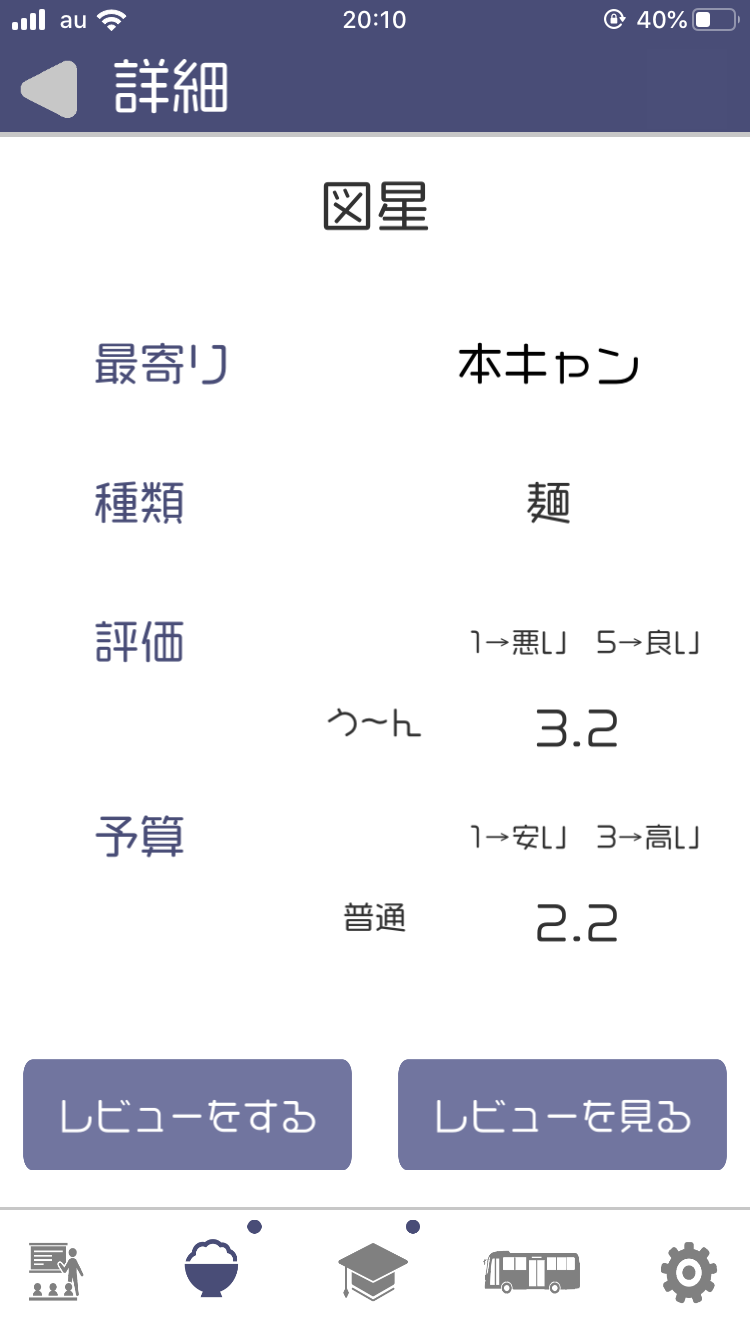 au 20:10 40%
詳細
図星
最寄り 本キャン
種類 麺
評価 1→悪い 5→良い
う〜ん 3.2
予算 1→安い 3→高い
普通 2.2
レビューをする レビューを見る